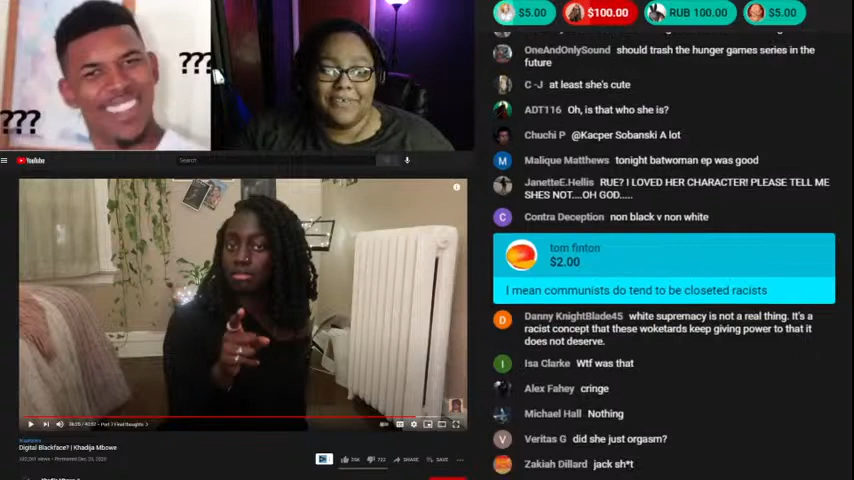 ???
???
$5.00
$100.00
RUB 100.00
$5.00
OneAndOnlySound should trash the hunger games series in the
future
C -J at least she's cute
ADT116 Oh, is that who she is?
Chuchi P @Kacper Sobanski A lot
Malique Matthews tonight batwoman ep was good
JanetteE.Hellis RUE? I LOVED HER CHARACTER! PLEASE TELL ME
SHES NOT....OH GOD.....
Contra Deception non black v non white
tom finton
$2.00
I mean communists do tend to be closeted racists
Danny KnightBlade45 white supremacy is not a real thing. It's a
racist concept that these woketards keep giving power to that it
does not deserve.
Isa Clarke Wtf was that
Alex Fahey cringe
Michael Hall Nothing
Veritas G did she just orgasm?
Zakiah Dillard jack sh*t
YouTube
Search
Part 7 Final thoughts >
Digital Blackface? | Khadija Mbowe
SHARE
SAVE